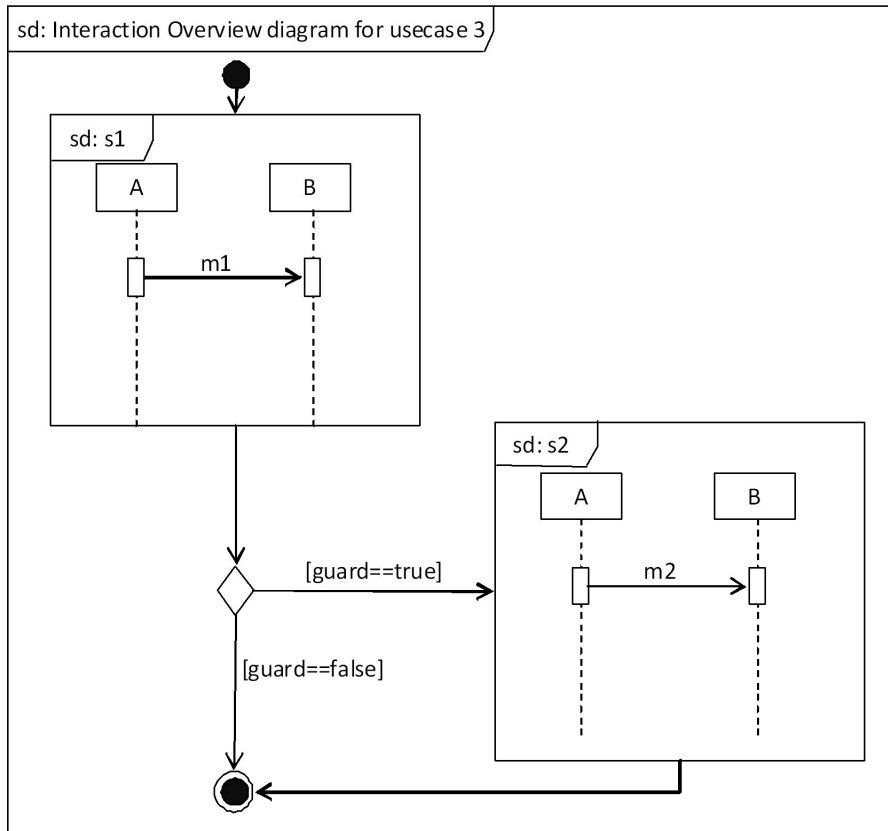 sd: Interaction Overview diagram for usecase 3
sd: s1
A
B
m1
sd: s2
A
B
[guard==true]
m2
[guard==false]